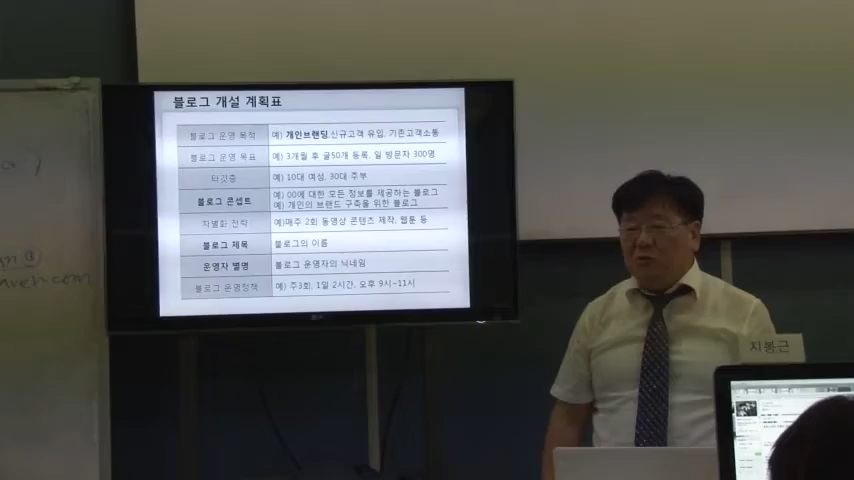 블로그 개설 계획표
블로그 운영 목적 예) 개인브랜딩, 신규고객 유입, 기존고객소통
블로그 운영 목표 예) 3개월 후 글50개 등록, 일 방문자 300명
타깃층 예) 10대 여성, 30대 주부
블로그 콘셉트 예) 00에 대한 모든 정보를 제공하는 블로그
예) 개인의 브랜드 구축을 위한 블로그
차별화 전략 예)매주 2회 동영상 콘텐츠 제작, 웹툰 등
블로그 제목 블로그의 이름
운영자 별명 블로그 운영자의 닉네임
블로그 운영정책 예) 주3회, 1일 2시간, 오후 9시~11시
지봉근